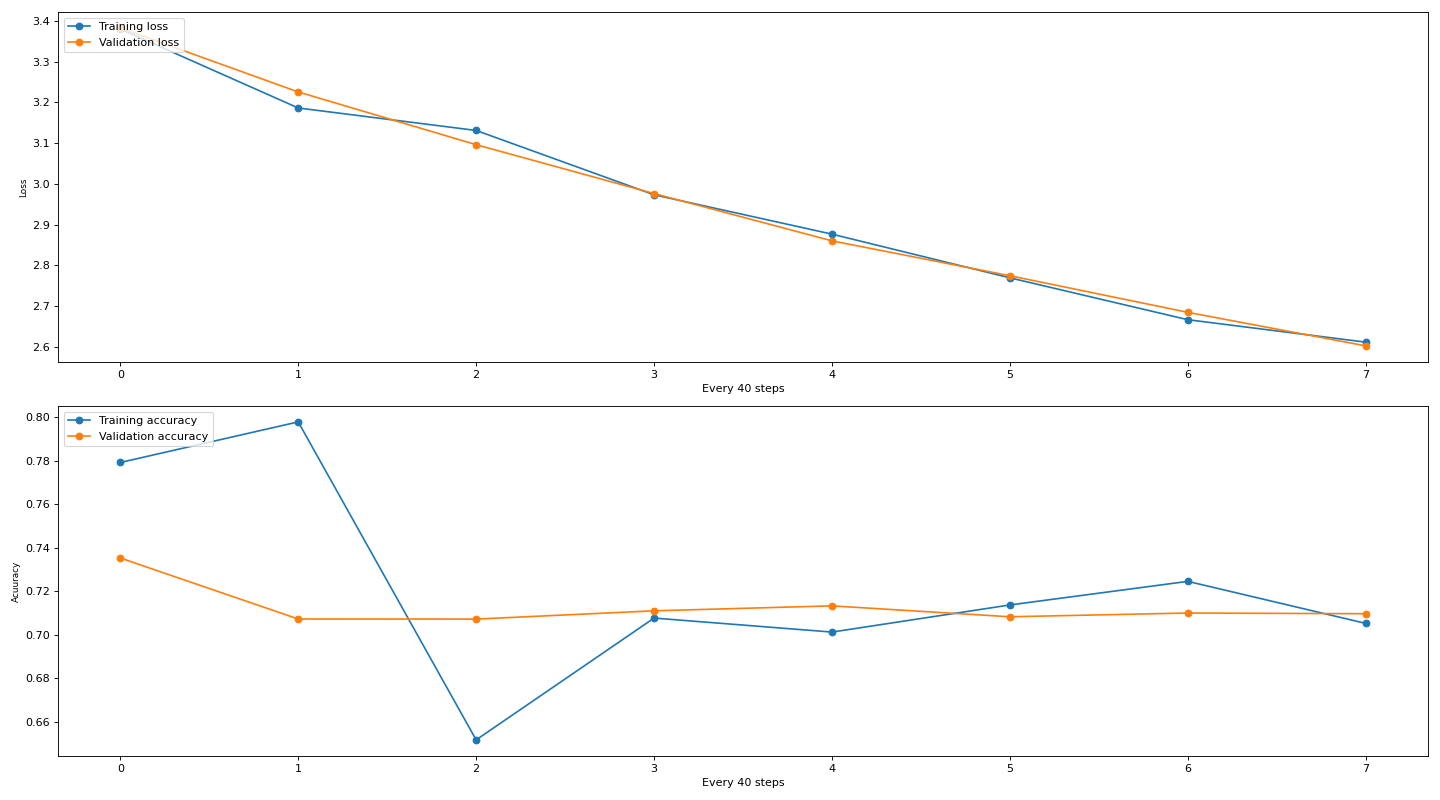 3.4
3.3
3.2
3.1
3.0
2.9
2.8
2.7
2.6
Loss
Training loss
Validation loss
0 1 2 3 4 5 6 7
Every 40 steps
0.80
0.78
0.76
0.74
0.72
0.70
0.68
0.66
Acuuracy
Training accuracy
Validation accuracy
0 1 2 3 4 5 6 7
Every 40 steps